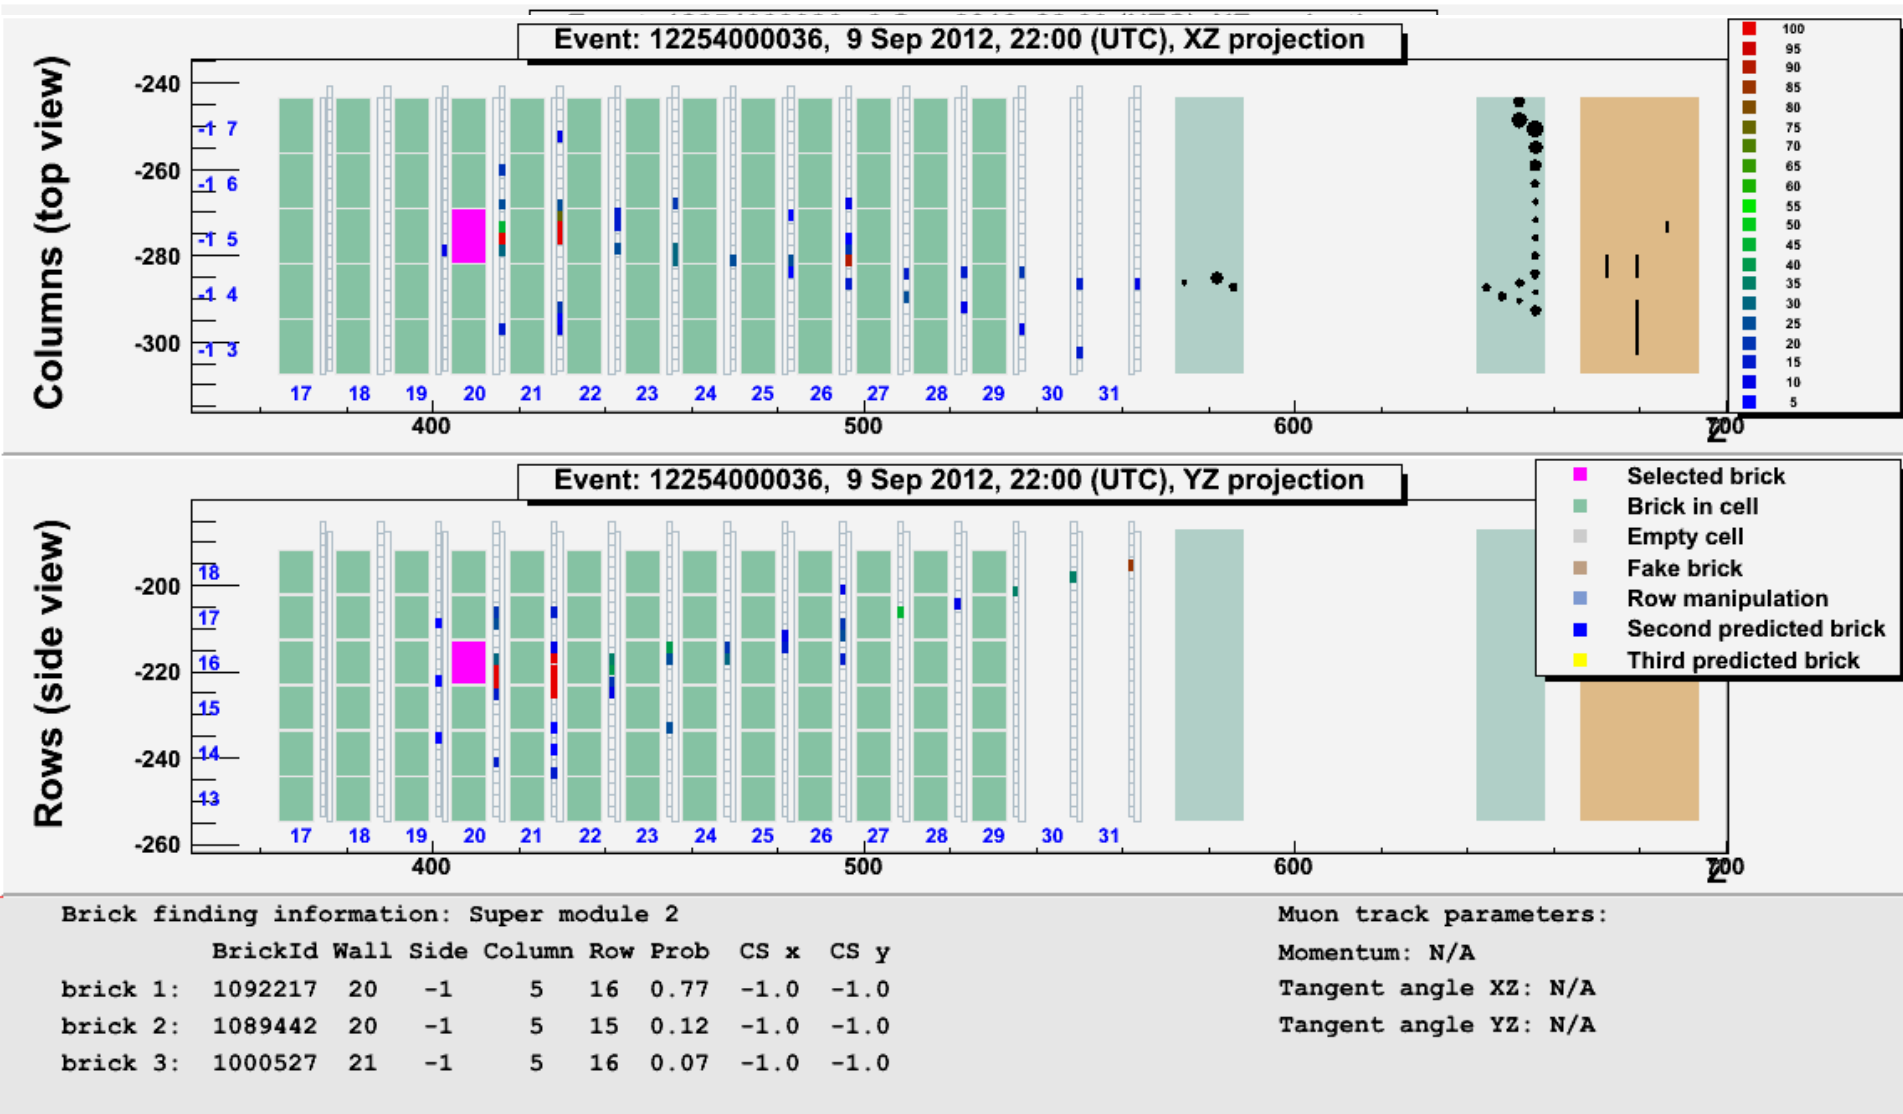 Event: 12254000036, 9 Sep 2012, 22:00 (UTC), XZ projection
Columns (top view)
-240
-260
-280
-300
-1 7
-1 6
-1 5
-1 4
-1 3
17 18 19 20 21 22 23 24 25 26 27 28 29 30 31
400 500 600 700
Z
100
95
90
85
80
75
70
65
60
55
50
45
40
35
30
25
20
15
10
5
Event: 12254000036, 9 Sep 2012, 22:00 (UTC), YZ projection
Rows (side view)
-200
-220
-240
-260
18
17
16
15
14
13
17 18 19 20 21 22 23 24 25 26 27 28 29 30 31
400 500 600 700
Z
Selected brick
Brick in cell
Empty cell
Fake brick
Row manipulation
Second predicted brick
Third predicted brick
Brick finding information: Super module 2
BrickId Wall Side Column Row Prob CS x CS y
brick 1: 1092217 20 -1 5 16 0.77 -1.0 -1.0
brick 2: 1089442 20 -1 5 15 0.12 -1.0 -1.0
brick 3: 1000527 21 -1 5 16 0.07 -1.0 -1.0
Muon track parameters:
Momentum: N/A
Tangent angle XZ: N/A
Tangent angle YZ: N/A